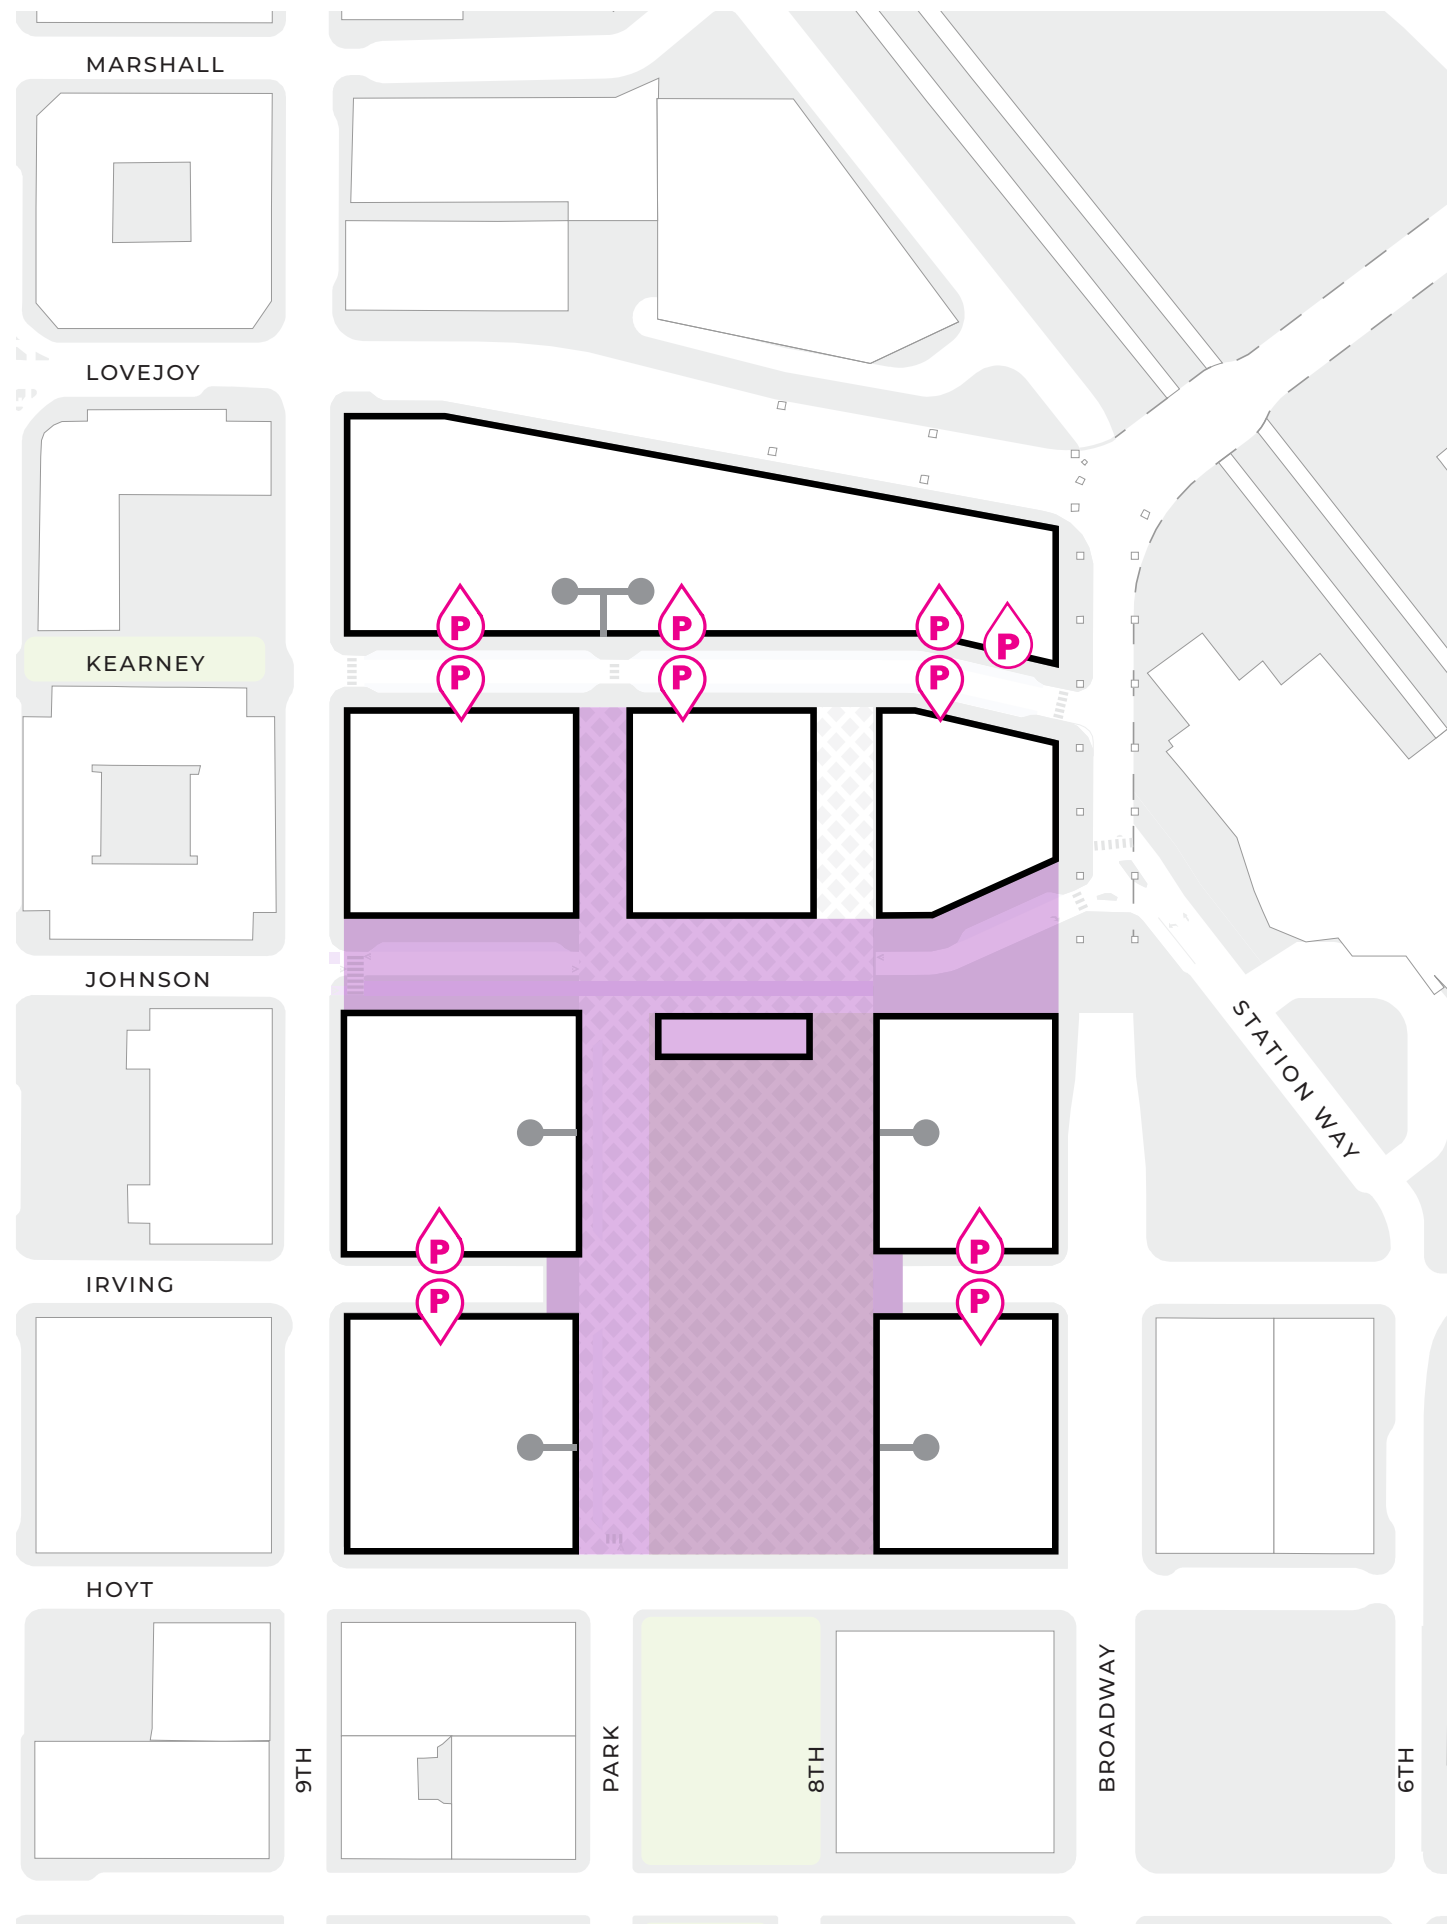 MARSHALL
LOVEJOY
P
P
P
P
KEARNEY
P
P
P
JOHNSON
STATION WAY
P
P
IRVING
P
P
HOYT
9TH
PARK
8TH
BROADWAY
6TH